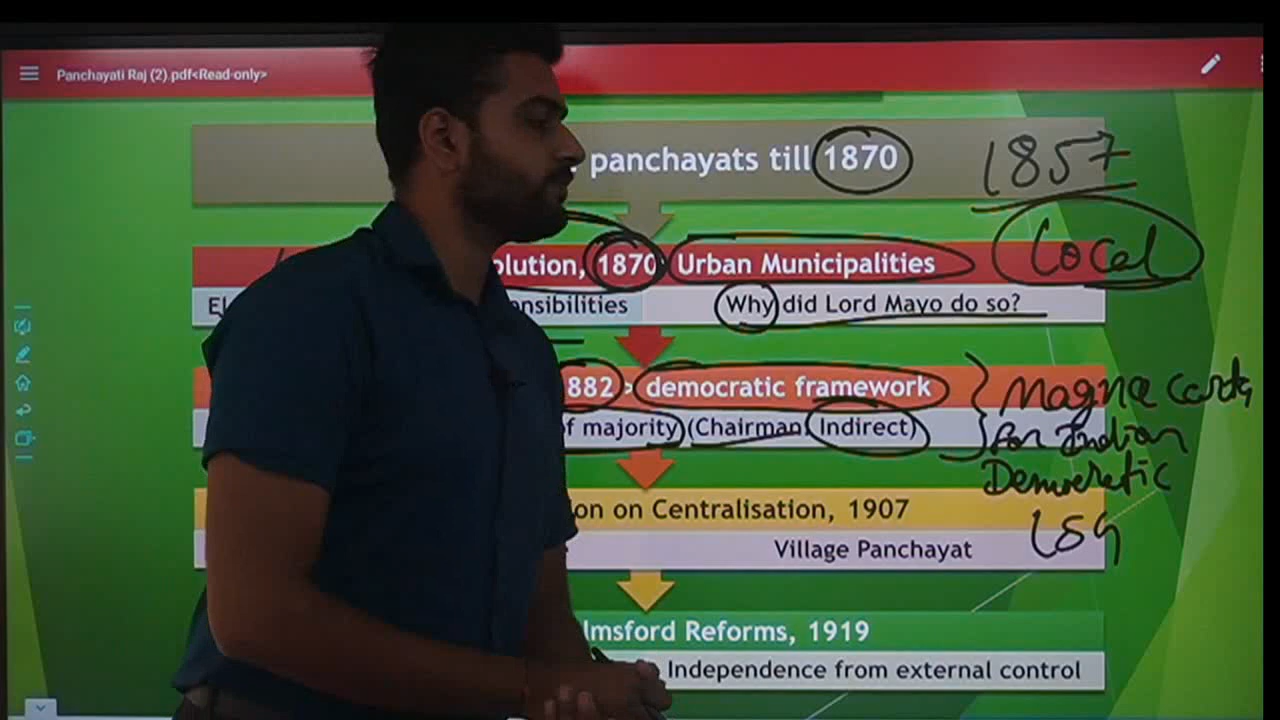 Panchayati Raj (2).pdf<Read-only>
panchayats till 1870
1857
olution, 1870 Urban Municipalities
Local
nsibilities Why did Lord Mayo do so?
882 democratic framework
f majority) (Chairman Indirect)
Magna Carta
for Indian
Democratic
LSG
on on Centralisation, 1907
Village Panchayat
lmsford Reforms, 1919
Independence from external control